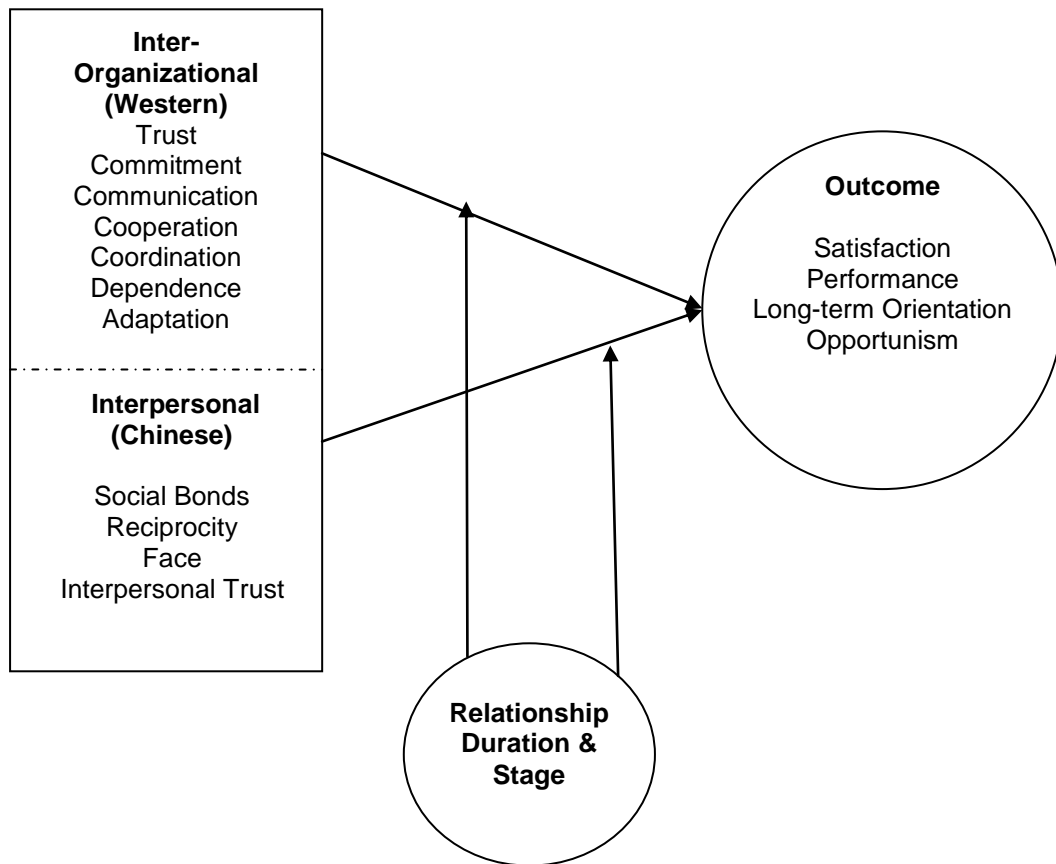 Inter-
Organizational
(Western)
Trust
Commitment
Communication
Cooperation
Coordination
Dependence
Adaptation
Interpersonal
(Chinese)
Social Bonds
Reciprocity
Face
Interpersonal Trust
Outcome
Satisfaction
Performance
Long-term Orientation
Opportunism
Relationship
Duration &
Stage